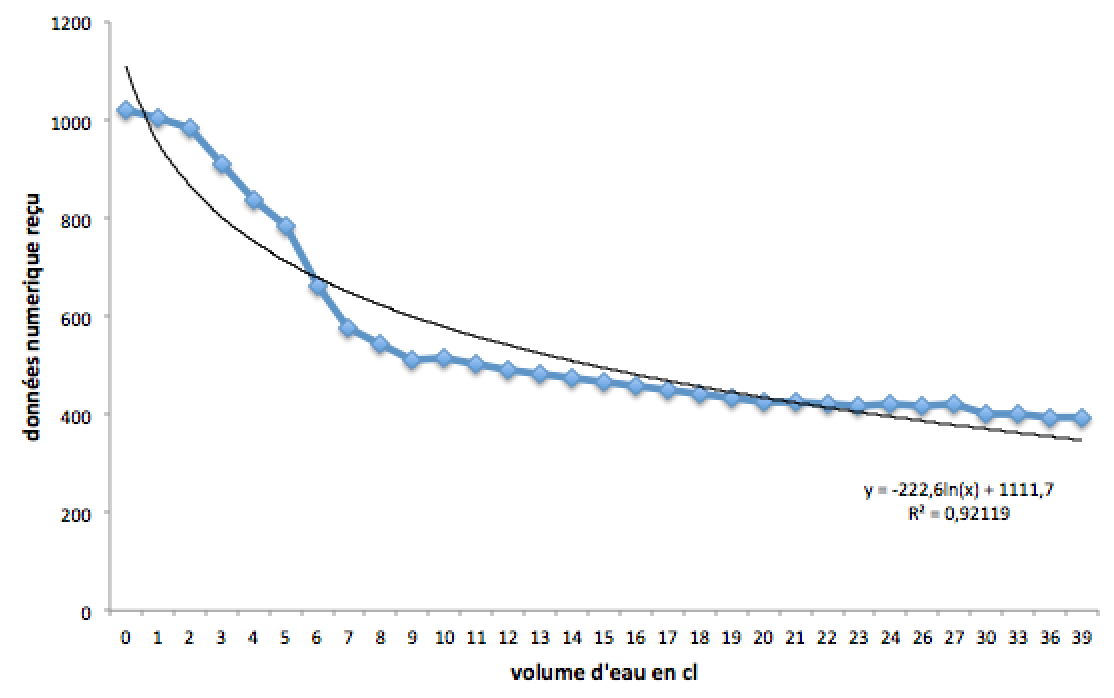 1200
1000
800
600
400
200
0
données numerique reçu
y = -222,6ln(x) + 1111,7
R² = 0,92119
0 1 2 3 4 5 6 7 8 9 10 11 12 13 14 15 16 17 18 19 20 21 22 23 24 26 27 30 33 36 39
volume d'eau en cl